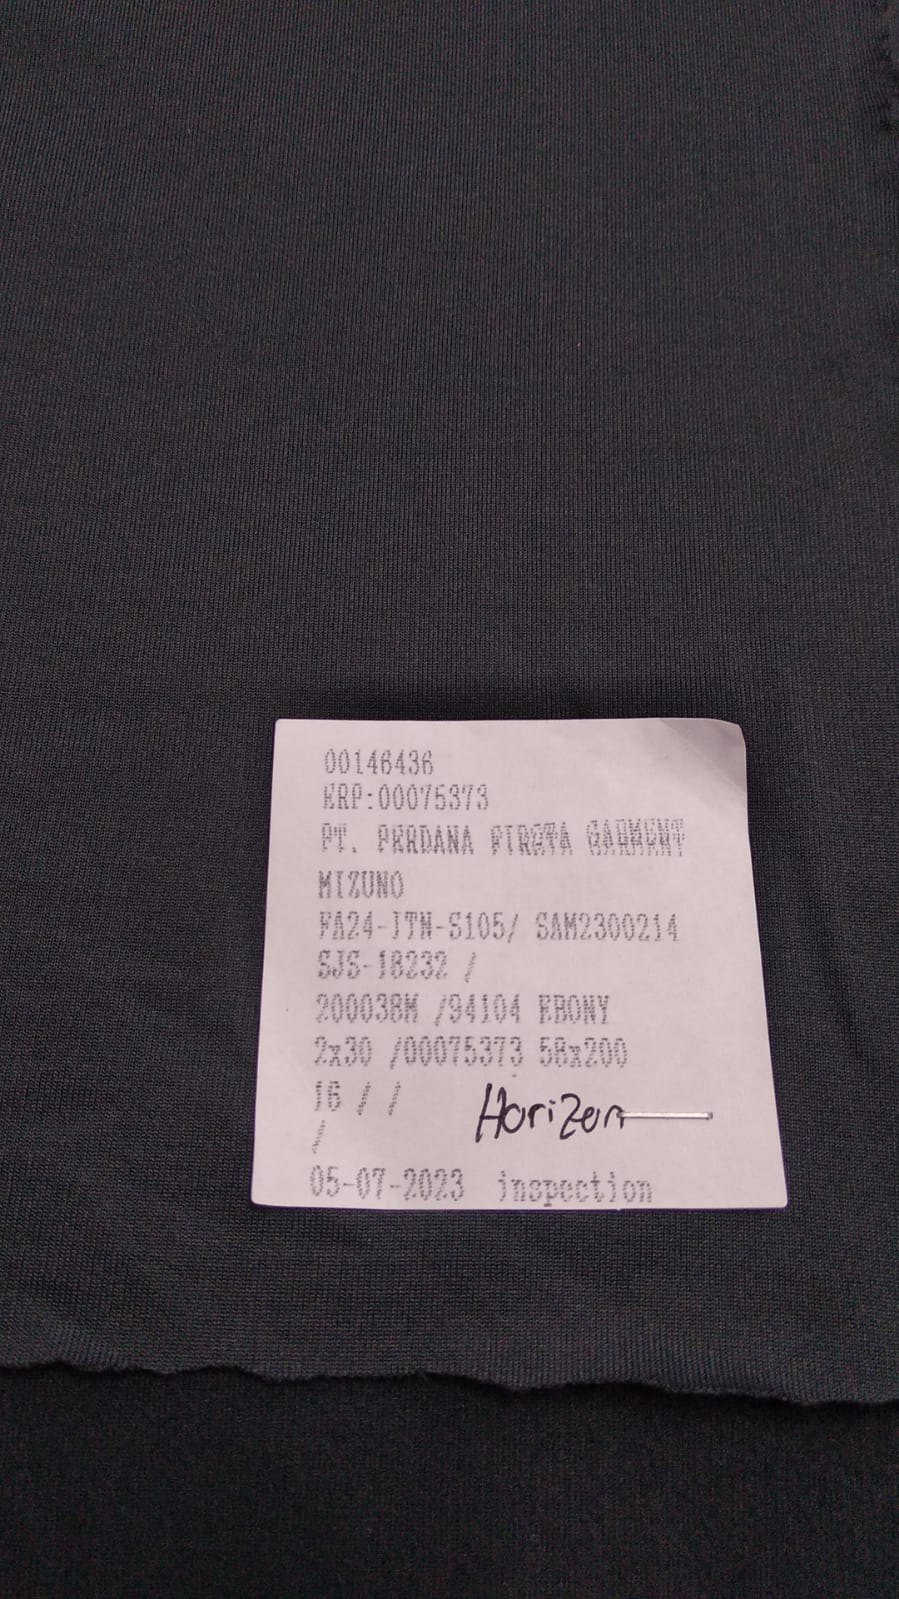 00146436
ERP:00075373
PT. PERDANA FIRSTA GARMENT
MIZUNO
FA24-ITN-S105/ SAM2300214
SJS-18232 /
200038M /94104 EBONY
2x30 /00075373 58x200
16 / /
Horizon
/
05-07-2023 inspection